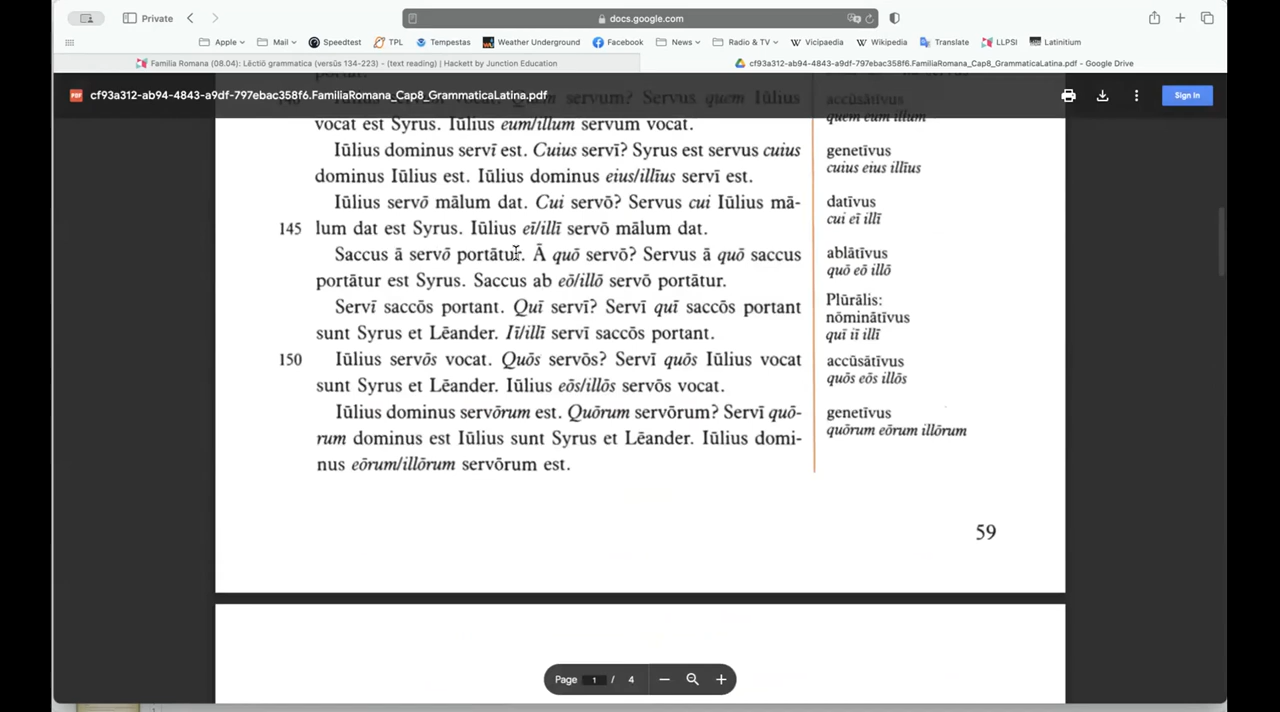 Private
docs.google.com
Apple
Mail
Speedtest
TPL
Tempestas
Weather Underground
Facebook
News
Radio & TV
Vicipaedia
Wikipedia
Translate
LLPSI
Latinitium
Familia Romana (08.04): Lēctiō grammatica (versūs 134-223) - (text reading) | Hackett by Junction Education
cf93a312-ab94-4843-a9df-797ebac358f6.FamiliaRomana_Cap8_GrammaticaLatina.pdf - Google Drive
cf93a312-ab94-4843-a9df-797ebac358f6.FamiliaRomana_Cap8_GrammaticaLatina.pdf
Sign in
servum? Servus quem Iūlius
vocat est Syrus. Iūlius eum/illum servum vocat.
Iūlius dominus servī est. Cuius servī? Syrus est servus cuius
dominus Iūlius est. Iūlius dominus eius/illīus servī est.
Iūlius servō mālum dat. Cui servō? Servus cui Iūlius mā-
145 lum dat est Syrus. Iūlius eī/illī servō mālum dat.
Saccus ā servō portātur. Ā quō servō? Servus ā quō saccus
portātur est Syrus. Saccus ab eō/illō servō portātur.
Servī saccōs portant. Quī servī? Servī quī saccōs portant
sunt Syrus et Lēander. Iī/illī servī saccōs portant.
150 Iūlius servōs vocat. Quōs servōs? Servī quōs Iūlius vocat
sunt Syrus et Lēander. Iūlius eōs/illōs servōs vocat.
Iūlius dominus servōrum est. Quōrum servōrum? Servī quō-
rum dominus est Iūlius sunt Syrus et Lēander. Iūlius domi-
nus eōrum/illōrum servōrum est.
accūsātīvus
quem eum illum
genetīvus
cuius eius illīus
datīvus
cui eī illī
ablātīvus
quō eō illō
Plūrālis:
nōminātīvus
quī iī illī
accūsātīvus
quōs eōs illōs
genetīvus
quōrum eōrum illōrum
59
Page 1 / 4